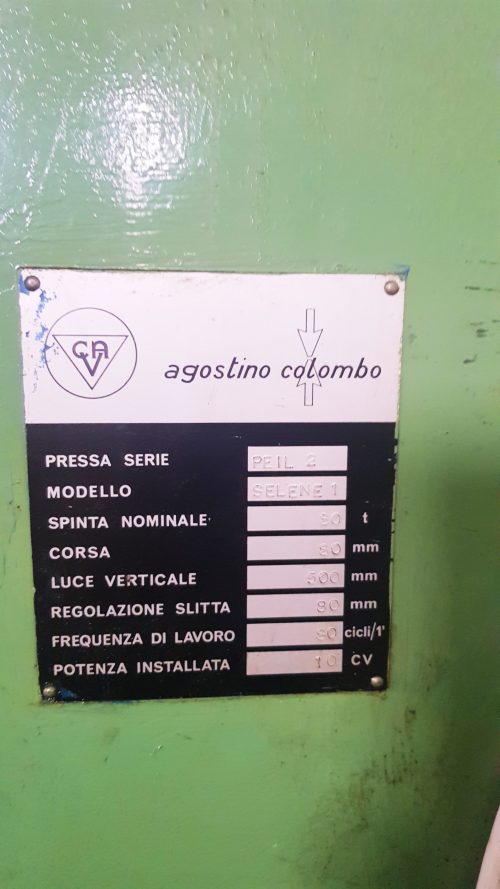 CAV
agostino colombo
PRESSA SERIE PEIL 2
MODELLO SELENE 1
SPINTA NOMINALE t
CORSA mm
LUCE VERTICALE 500 mm
REGOLAZIONE SLITTA 80 mm
FREQUENZA DI LAVORO cicli/1'
POTENZA INSTALLATA 10 CV